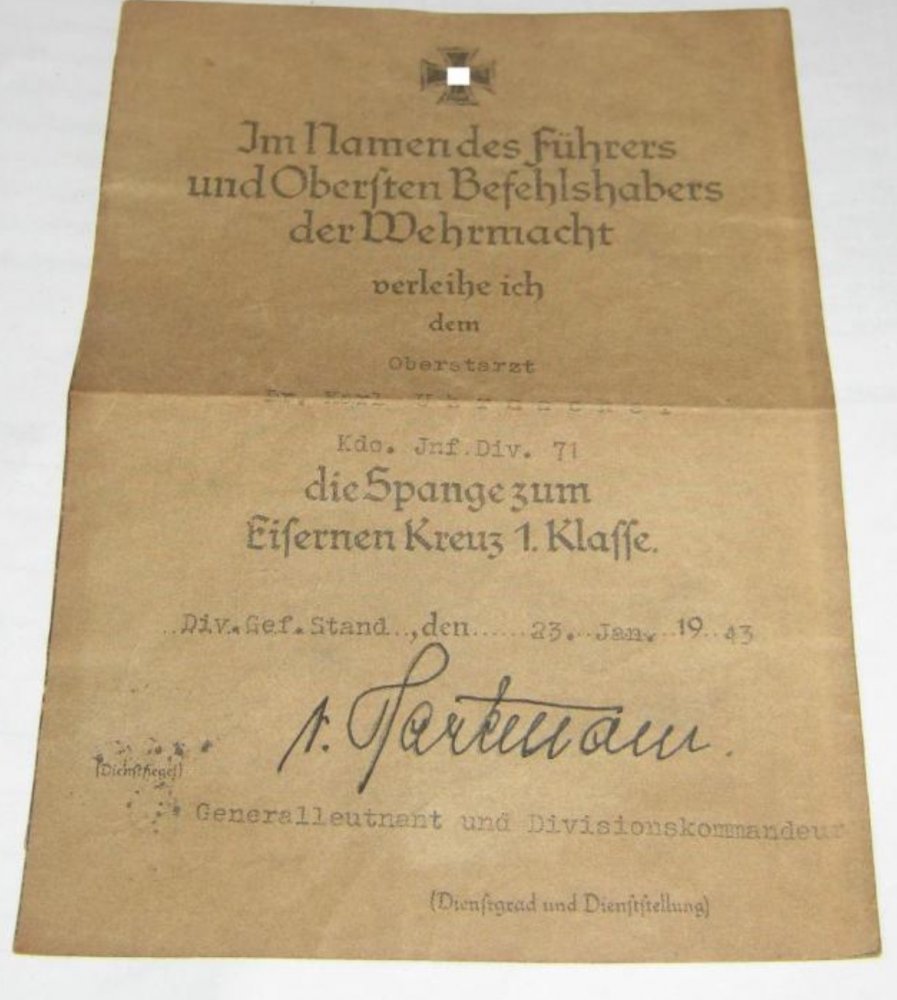 Im Namen des Führers
und Obersten Befehlshabers
der Wehrmacht
verleihe ich
dem
Oberstarzt
Dr. Karl
Kdo. Jnf.Div. 71
die Spange zum
Eisernen Kreuz 1. Klasse.
Div.Gef.Stand , den 23. Jan. 19 43
v. Hartmann.
(Dienstsiegel)
Generalleutnant und Divisionskommandeur
(Dienstgrad und Dienststellung)